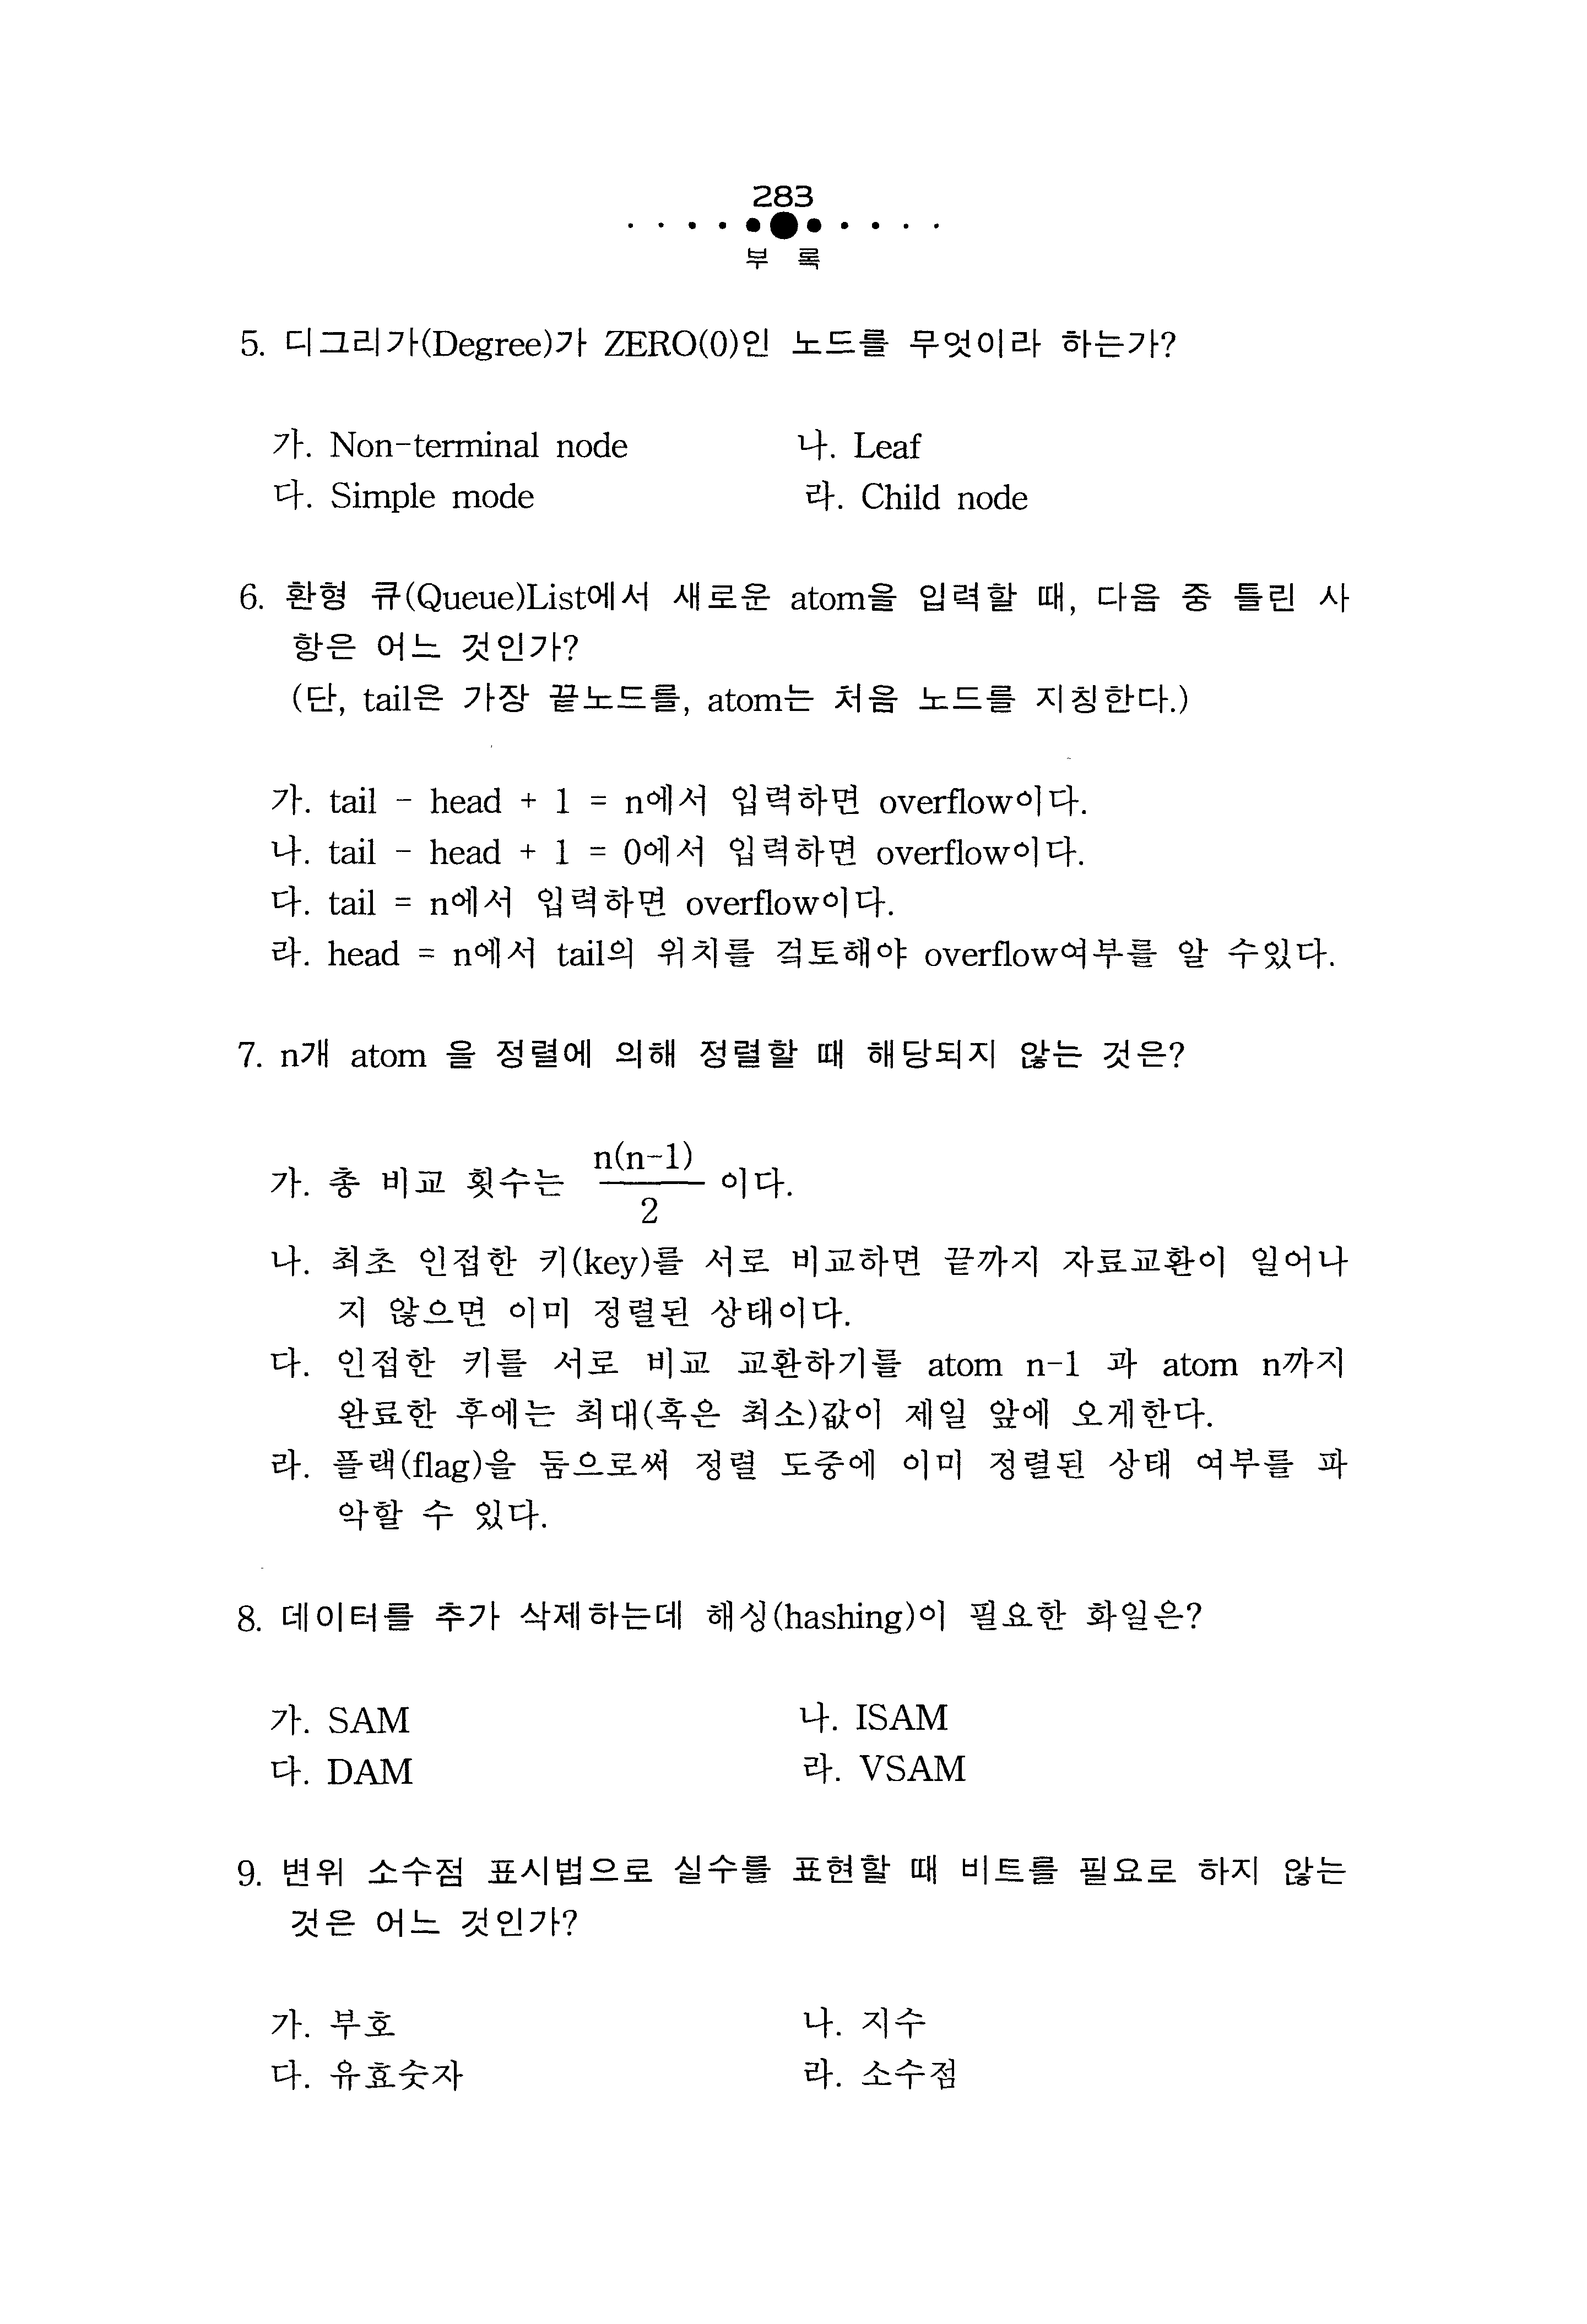 283
부 록
5. 디그리가(Degree)가 ZERO(0)인 노드를 무엇이라 하는가?
가. Non-terminal node 나. Leaf
다. Simple mode 라. Child node
6. 환형 큐(Queue)List에서 새로운 atom을 입력할 때, 다음 중 틀린 사
항은 어느 것인가?
(단, tail은 가장 끝노드를, atom는 처음 노드를 지칭한다.)
가. tail - head + 1 = n에서 입력하면 overflow이다.
나. tail - head + 1 = 0에서 입력하면 overflow이다.
다. tail = n에서 입력하면 overflow이다.
라. head = n에서 tail의 위치를 걱토해야 overflow여부를 알 수있다.
7. n개 atom 을 정렬에 의해 정렬할 때 해당되지 않는 것은?
가. 총 비교 횟수는 n(n-1)/2 이다.
나. 최초 인접한 키(key)를 서로 비교하면 끝까지 자료교환이 일어나
지 않으면 이미 정렬된 상태이다.
다. 인접한 키를 서로 비교 교환하기를 atom n-1 과 atom n까지
완료한 후에는 최대(혹은 최소)값이 제일 앞에 오게한다.
라. 플랙(flag)을 둠으로써 정렬 도중에 이미 정렬된 상태 여부를 파
악할 수 있다.
8. 데이터를 추가 삭제하는데 해싱(hashing)이 필요한 화일은?
가. SAM 나. ISAM
다. DAM 라. VSAM
9. 변위 소수점 표시법으로 실수를 표현할 때 비트를 필요로 하지 않는
것은 어느 것인가?
가. 부호 나. 지수
다. 유효숫자 라. 소수점